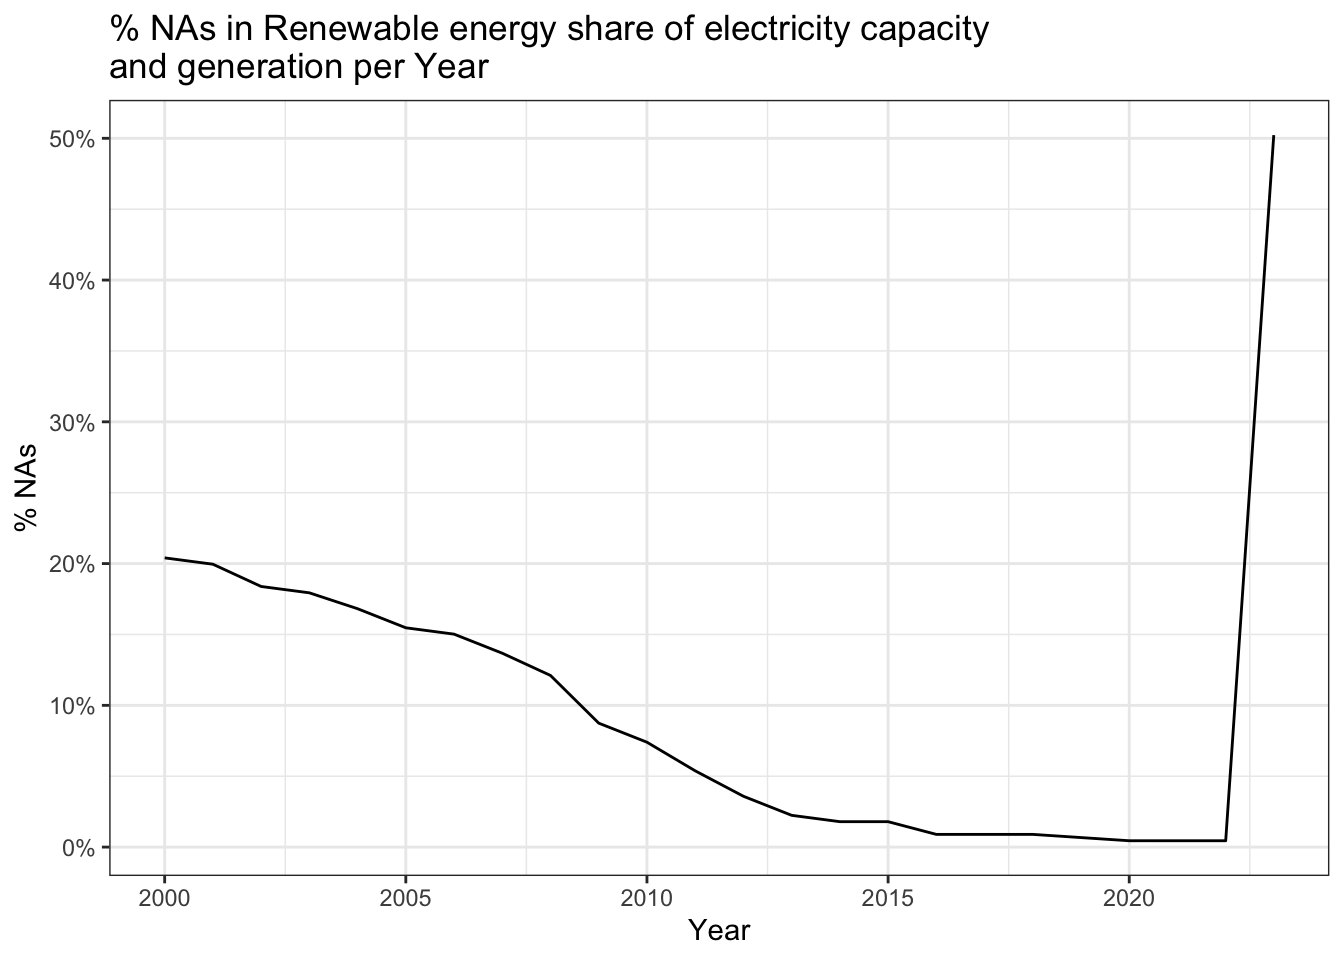 % NAs in Renewable energy share of electricity capacity
and generation per Year
50%
40%
30%
20%
10%
0%
% NAs
2000
2005
2010
2015
2020
Year